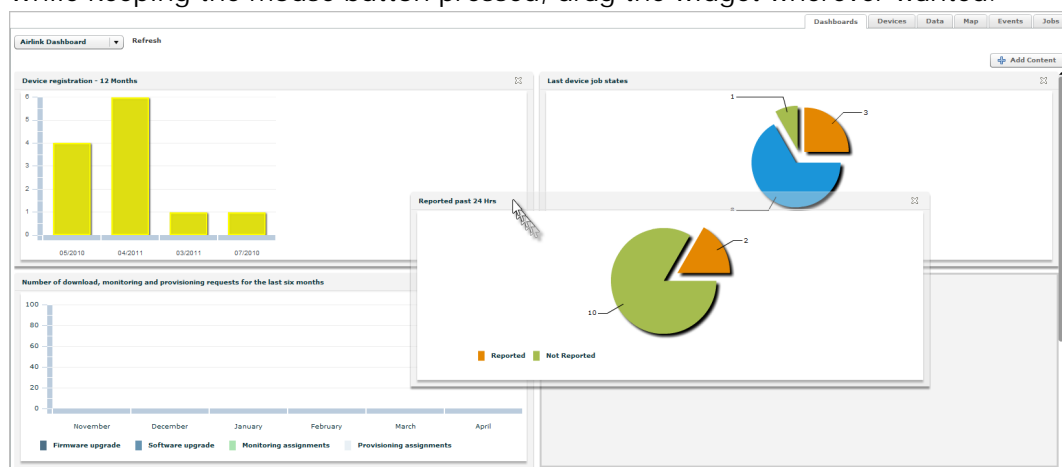 while keeping the mouse button pressed, drag the widget wherever wanted.
Dashboards Devices Data Map Events Jobs
Airlink Dashboard Refresh
Add Content
Device registration - 12 Months
6
5
4
3
2
1
0
05/2010 04/2011 03/2011 07/2010
Last device job states
1
3
Reported past 24 Hrs
2
10
Reported Not Reported
Number of download, monitoring and provisioning requests for the last six months
100
80
60
40
20
0
November December January February March April
Firmware upgrade Software upgrade Monitoring assignments Provisioning assignments